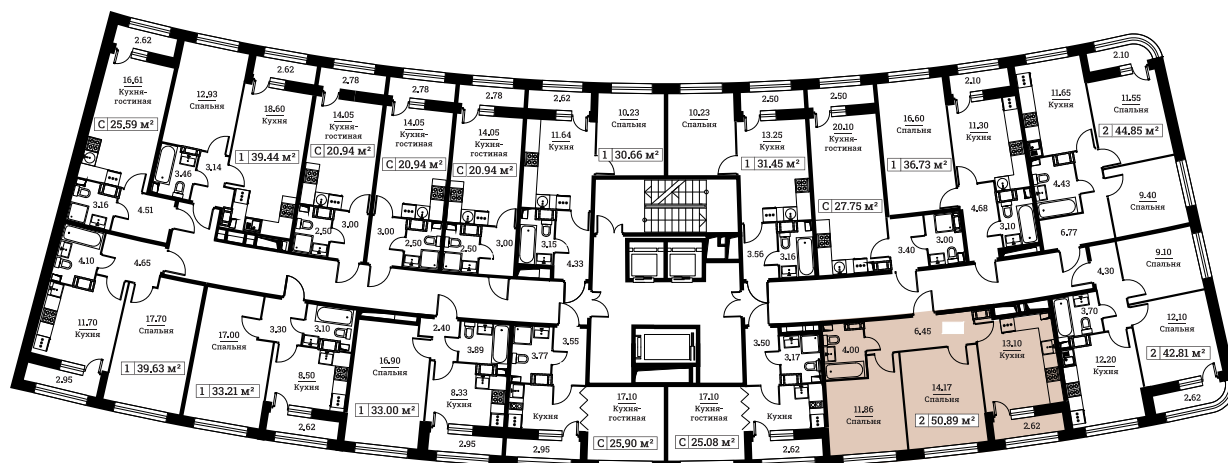 2.62
16.61
Кухня-
гостиная
С 25.59 м²
3.16
4.51
12.93
Спальня
3.46
3.14
2.62
18.60
Кухня
1 39.44 м²
2.78
14.05
Кухня-
гостиная
С 20.94 м²
2.50
3.00
2.78
14.05
Кухня-
гостиная
С 20.94 м²
3.00
2.50
2.78
14.05
Кухня-
гостиная
С 20.94 м²
2.50
3.00
2.62
11.64
Кухня
10.23
Спальня
1 30.66 м²
3.15
4.33
10.23
Спальня
2.50
13.25
Кухня
1 31.45 м²
3.56
3.16
2.50
20.10
Кухня-
гостиная
С 27.75 м²
3.40
3.00
16.60
Спальня
2.10
11.30
Кухня
1 36.73 м²
4.68
3.10
11.65
Кухня
2.10
11.55
Спальня
2 44.85 м²
4.43
9.40
Спальня
6.77
4.10
4.65
11.70
Кухня
17.70
Спальня
1 39.63 м²
2.95
17.00
Спальня
1 33.21 м²
3.30
3.10
8.50
Кухня
2.62
16.90
Спальня
1 33.00 м²
2.40
3.89
8.33
Кухня
2.95
3.77
3.55
Кухня
2.95
17.10
Кухня-
гостиная
С 25.90 м²
17.10
Кухня-
гостиная
С 25.08 м²
3.50
3.17
Кухня
2.62
4.00
6.45
11.86
Спальня
14.17
Спальня
2 50.89 м²
13.10
Кухня
2.62
3.70
4.30
9.10
Спальня
12.10
Спальня
2 42.81 м²
12.20
Кухня
2.62